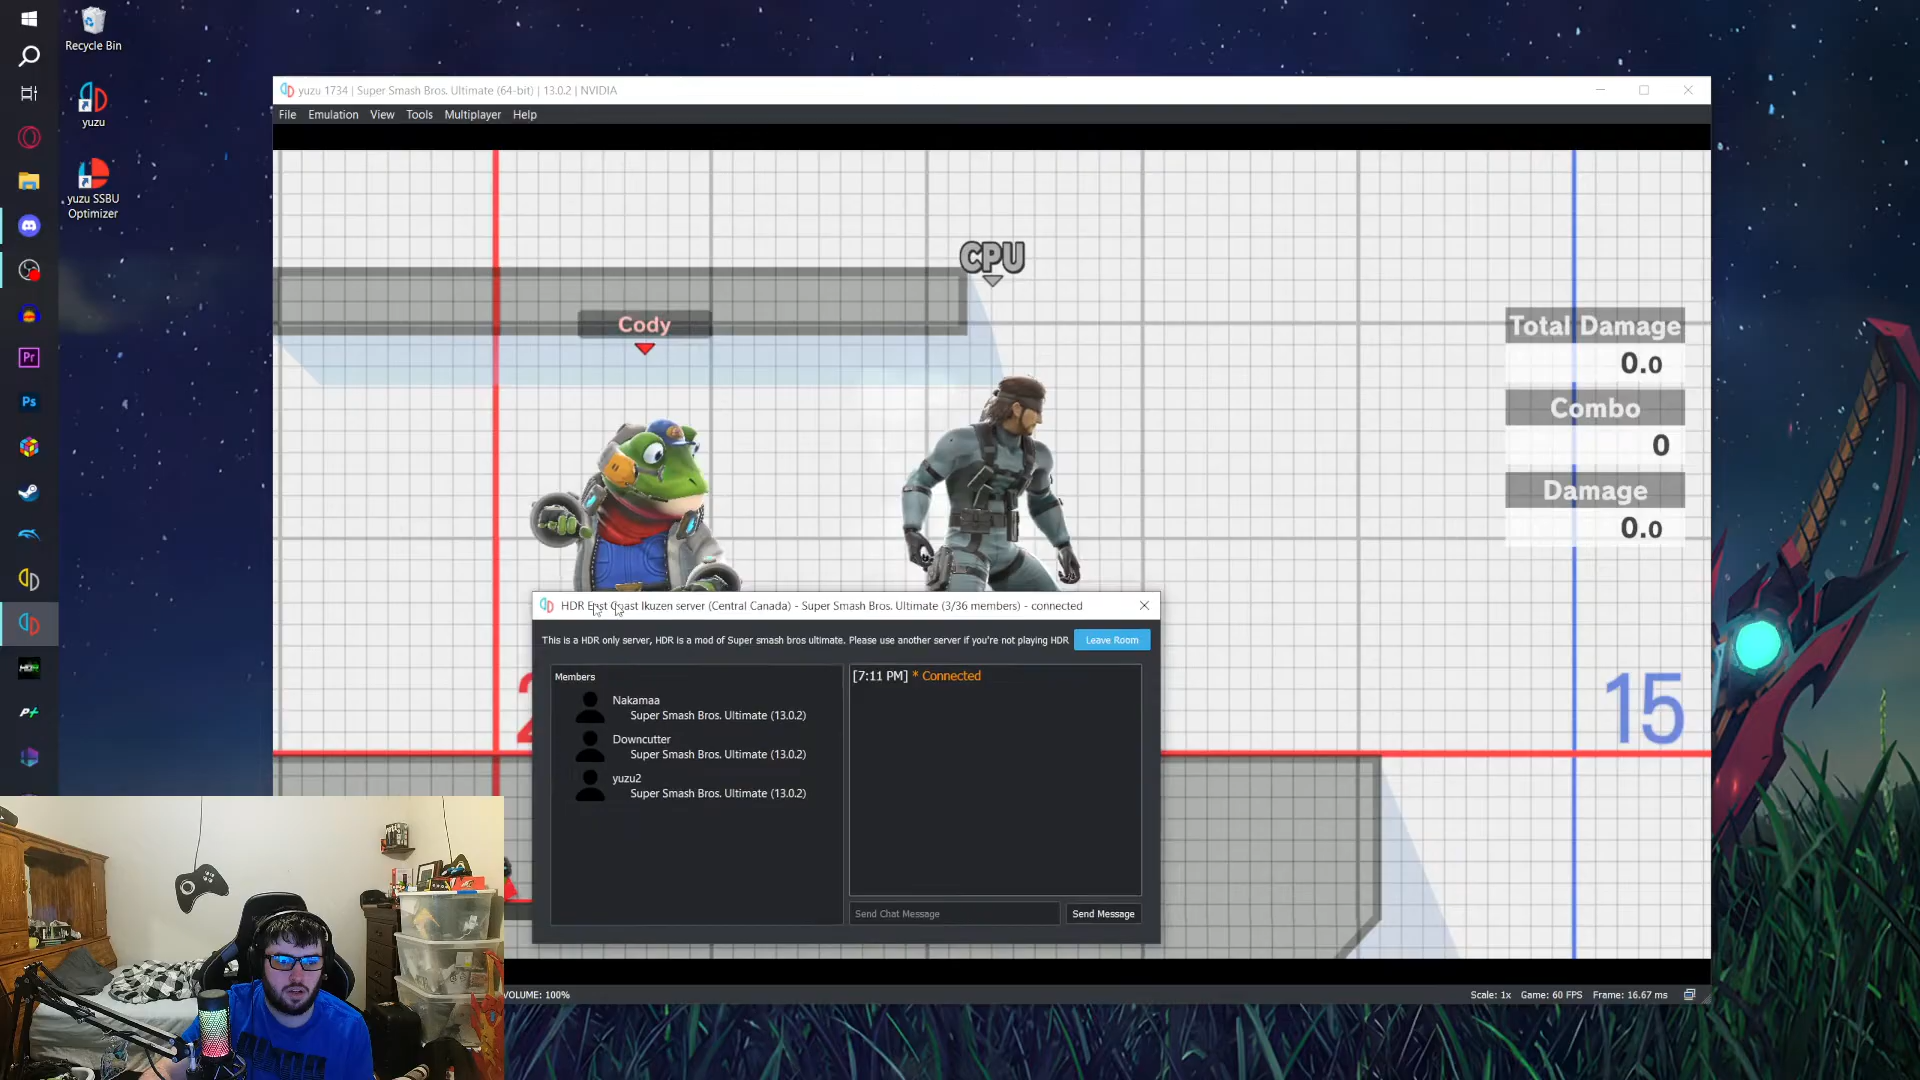 Recycle Bin
yuzu
yuzu SSBU
Optimizer
yuzu 1734 | Super Smash Bros. Ultimate (64-bit) | 13.0.2 | NVIDIA
File Emulation View Tools Multiplayer Help
CPU
Cody
Total Damage
0.0
Combo
0
Damage
0.0
15
HDR East Coast Ikuzen server (Central Canada) - Super Smash Bros. Ultimate (3/36 members) - connected
This is a HDR only server, HDR is a mod of Super smash bros ultimate. Please use another server if you're not playing HDR
Leave Room
Members
Nakamaa
Super Smash Bros. Ultimate (13.0.2)
Downcutter
Super Smash Bros. Ultimate (13.0.2)
yuzu2
Super Smash Bros. Ultimate (13.0.2)
[7:11 PM] * Connected
Send Chat Message
Send Message
VOLUME: 100%
Scale: 1x Game: 60 FPS Frame: 16.67 ms
Pr
Ps
HDR
P+